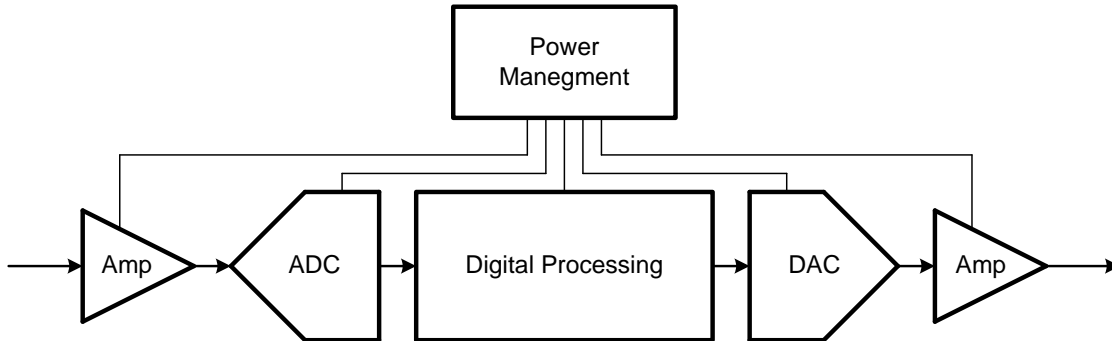 Power
Manegment
Amp
ADC
Digital Processing
DAC
Amp